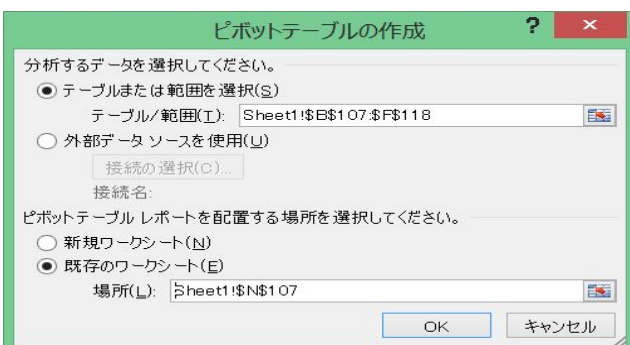 ピボットテーブルの作成 ? ×
分析するデータを選択してください。
テーブルまたは範囲を選択(S)
テーブル/範囲(T): Sheet1!$B$107:$F$118
外部データ ソースを使用(U)
接続の選択(C)...
接続名:
ピボットテーブル レポートを配置する場所を選択してください。
新規ワークシート(N)
既存のワークシート(E)
場所(L): Sheet1!$N$107
OK キャンセル